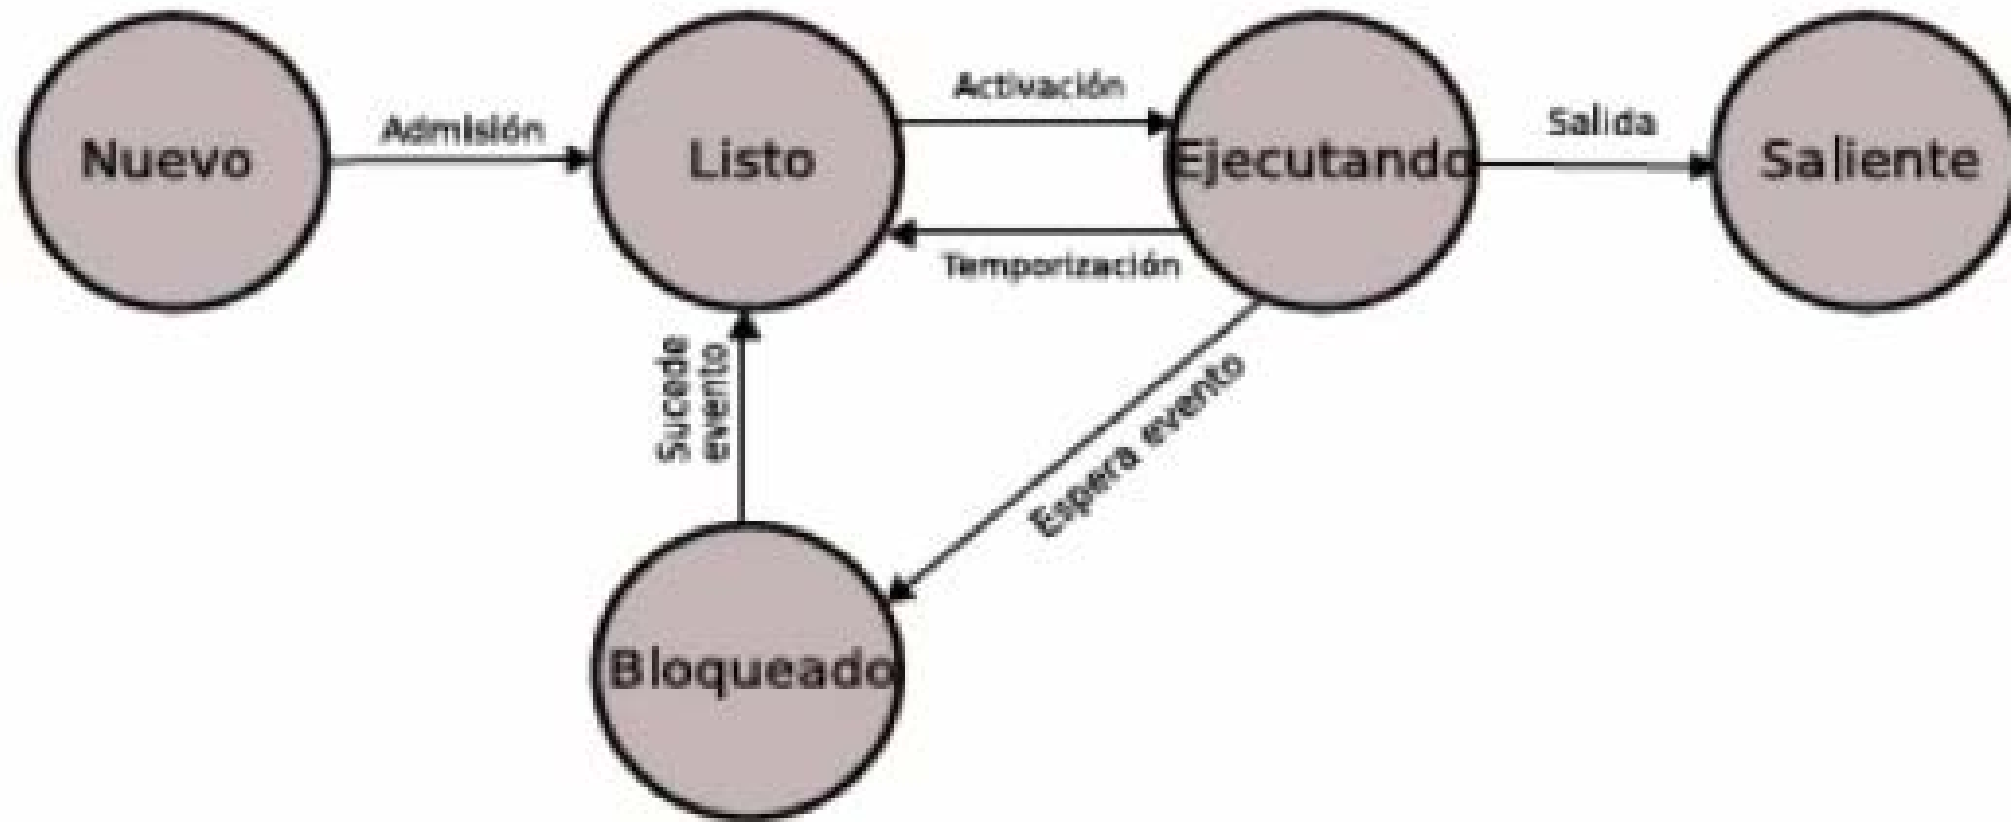 Nuevo
Admisión
Listo
Activación
Ejecutando
Salida
Saliente
Temporización
Sucede
evento
Espera evento
Bloqueado